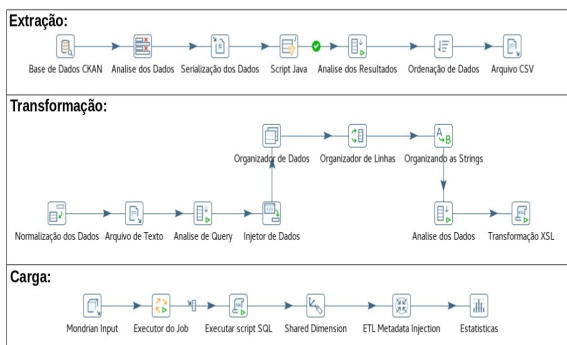 Extração:
Base de Dados CKAN
Analise dos Dados
Serialização dos Dados
Script Java
Analise dos Resultados
Ordenação de Dados
Arquivo CSV
Transformação:
Organizador de Dados
Organizador de Linhas
Organizando as Strings
Normalização dos Dados
Arquivo de Texto
Analise de Query
Injetor de Dados
Analise dos Dados
Transformação XSL
Carga:
Mondrian Input
Executor do Job
Executar script SQL
Shared Dimension
ETL Metadata Injection
Estatisticas